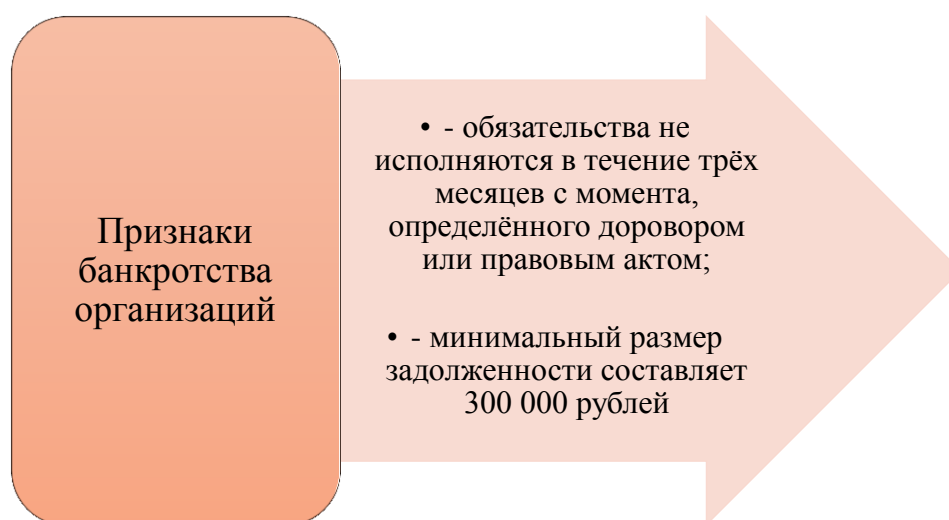 Признаки
банкротства
организаций
• - обязательства не
исполняются в течение трёх
месяцев с момента,
определённого доровором
или правовым актом;
• - минимальный размер
задолженности составляет
300 000 рублей